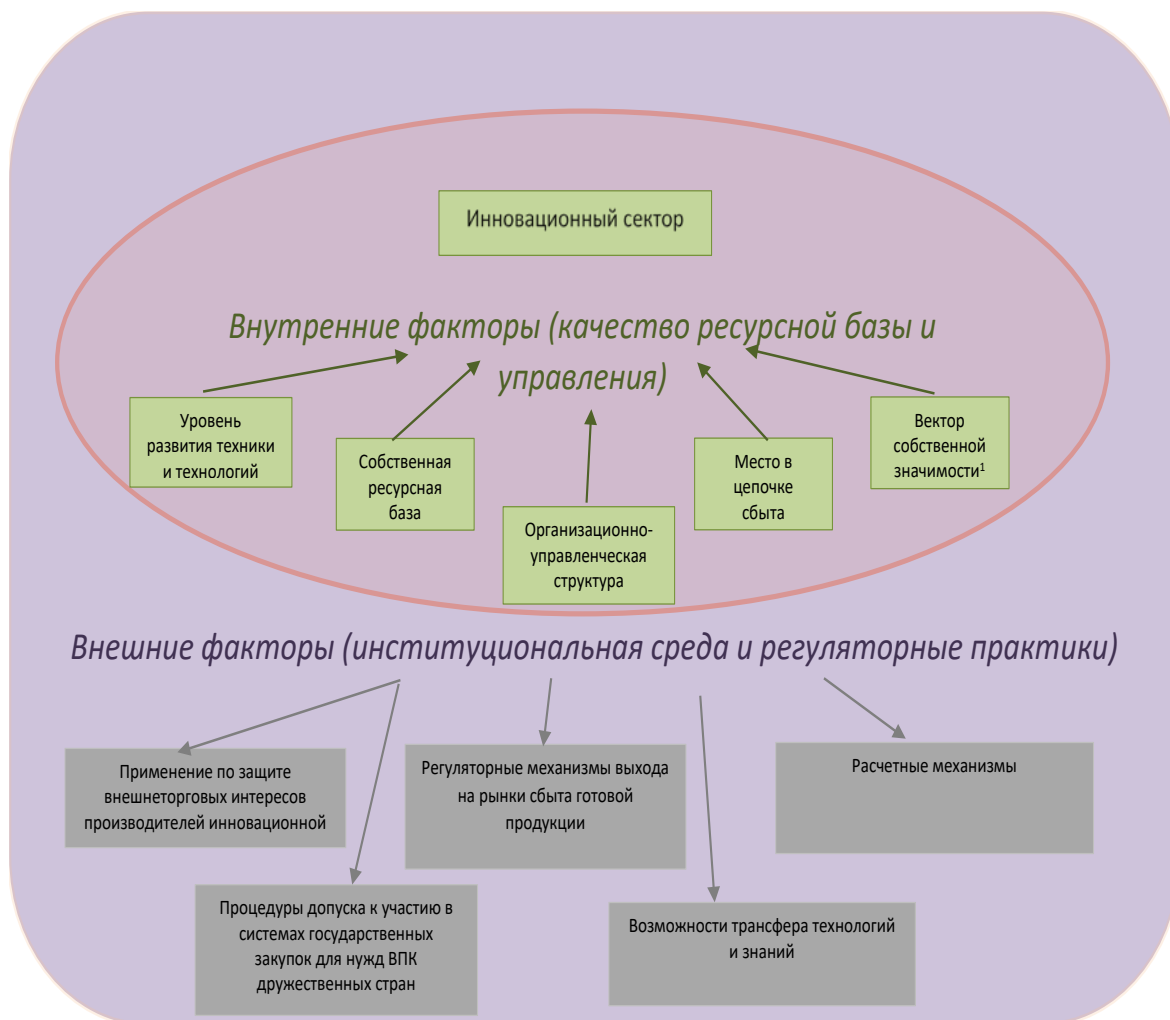 Инновационный сектор
Внутренние факторы (качество ресурсной базы и
управления)
Уровень
развития техники
и технологий
Собственная
ресурсная
база
Организационно-
управленческая
структура
Место в
цепочке
сбыта
Вектор
собственной
значимости¹
Внешние факторы (институциональная среда и регуляторные практики)
Применение по защите
внешнеторговых интересов
производителей инновационной
Регуляторные механизмы выхода
на рынки сбыта готовой
продукции
Расчетные механизмы
Процедуры допуска к участию в
системах государственных
закупок для нужд ВПК
дружественных стран
Возможности трансфера технологий
и знаний